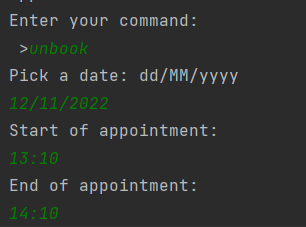 Enter your command:
>unbook
Pick a date: dd/MM/yyyy
12/11/2022
Start of appointment:
13:10
End of appointment:
14:10